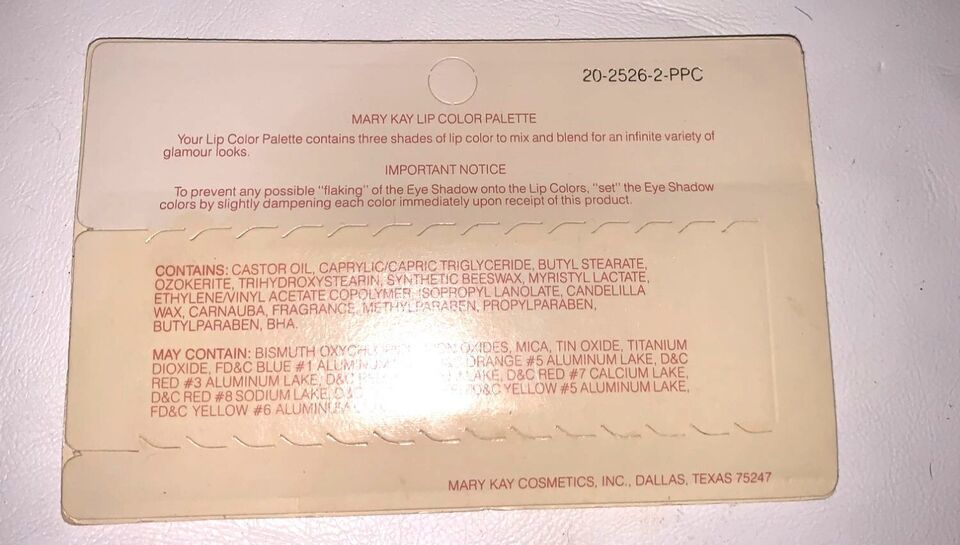 20-2526-2-PPC
MARY KAY LIP COLOR PALETTE
Your Lip Color Palette contains three shades of lip color to mix and blend for an infinite variety of
glamour looks.
IMPORTANT NOTICE
To prevent any possible "flaking" of the Eye Shadow onto the Lip Colors, "set" the Eye Shadow
colors by slightly dampening each color immediately upon receipt of this product.
CONTAINS: CASTOR OIL, CAPRYLIC/CAPRIC TRIGLYCERIDE, BUTYL STEARATE,
OZOKERITE, TRIHYDROXYSTEARIN, SYNTHETIC BEESWAX, MYRISTYL LACTATE,
ETHYLENE/VINYL ACETATE COPOLYMER, ISOPROPYL LANOLATE, CANDELILLA
WAX, CARNAUBA, FRAGRANCE, METHYLPARABEN, PROPYLPARABEN,
BUTYLPARABEN, BHA.
MAY CONTAIN: BISMUTH OXIDES, MICA, TIN OXIDE, TITANIUM
DIOXIDE, FD&C BLUE #1 ORANGE #5 ALUMINUM LAKE, D&C
RED #3 ALUMINUM LAKE, D&C LAKE, D&C RED #7 CALCIUM LAKE,
D&C RED #8 SODIUM LAKE, YELLOW #5 ALUMINUM LAKE,
FD&C YELLOW #6
MARY KAY COSMETICS, INC., DALLAS, TEXAS 75247